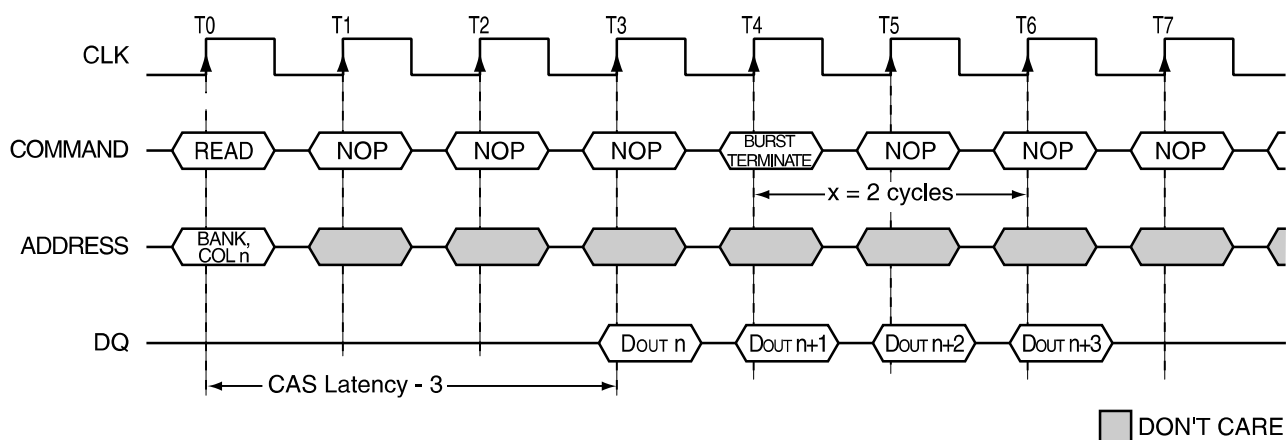 T0 T1 T2 T3 T4 T5 T6 T7
CLK
COMMAND READ NOP NOP NOP BURST TERMINATE NOP NOP NOP
x = 2 cycles
ADDRESS BANK, COL n
DQ DOUT n DOUT n+1 DOUT n+2 DOUT n+3
CAS Latency - 3
DON'T CARE